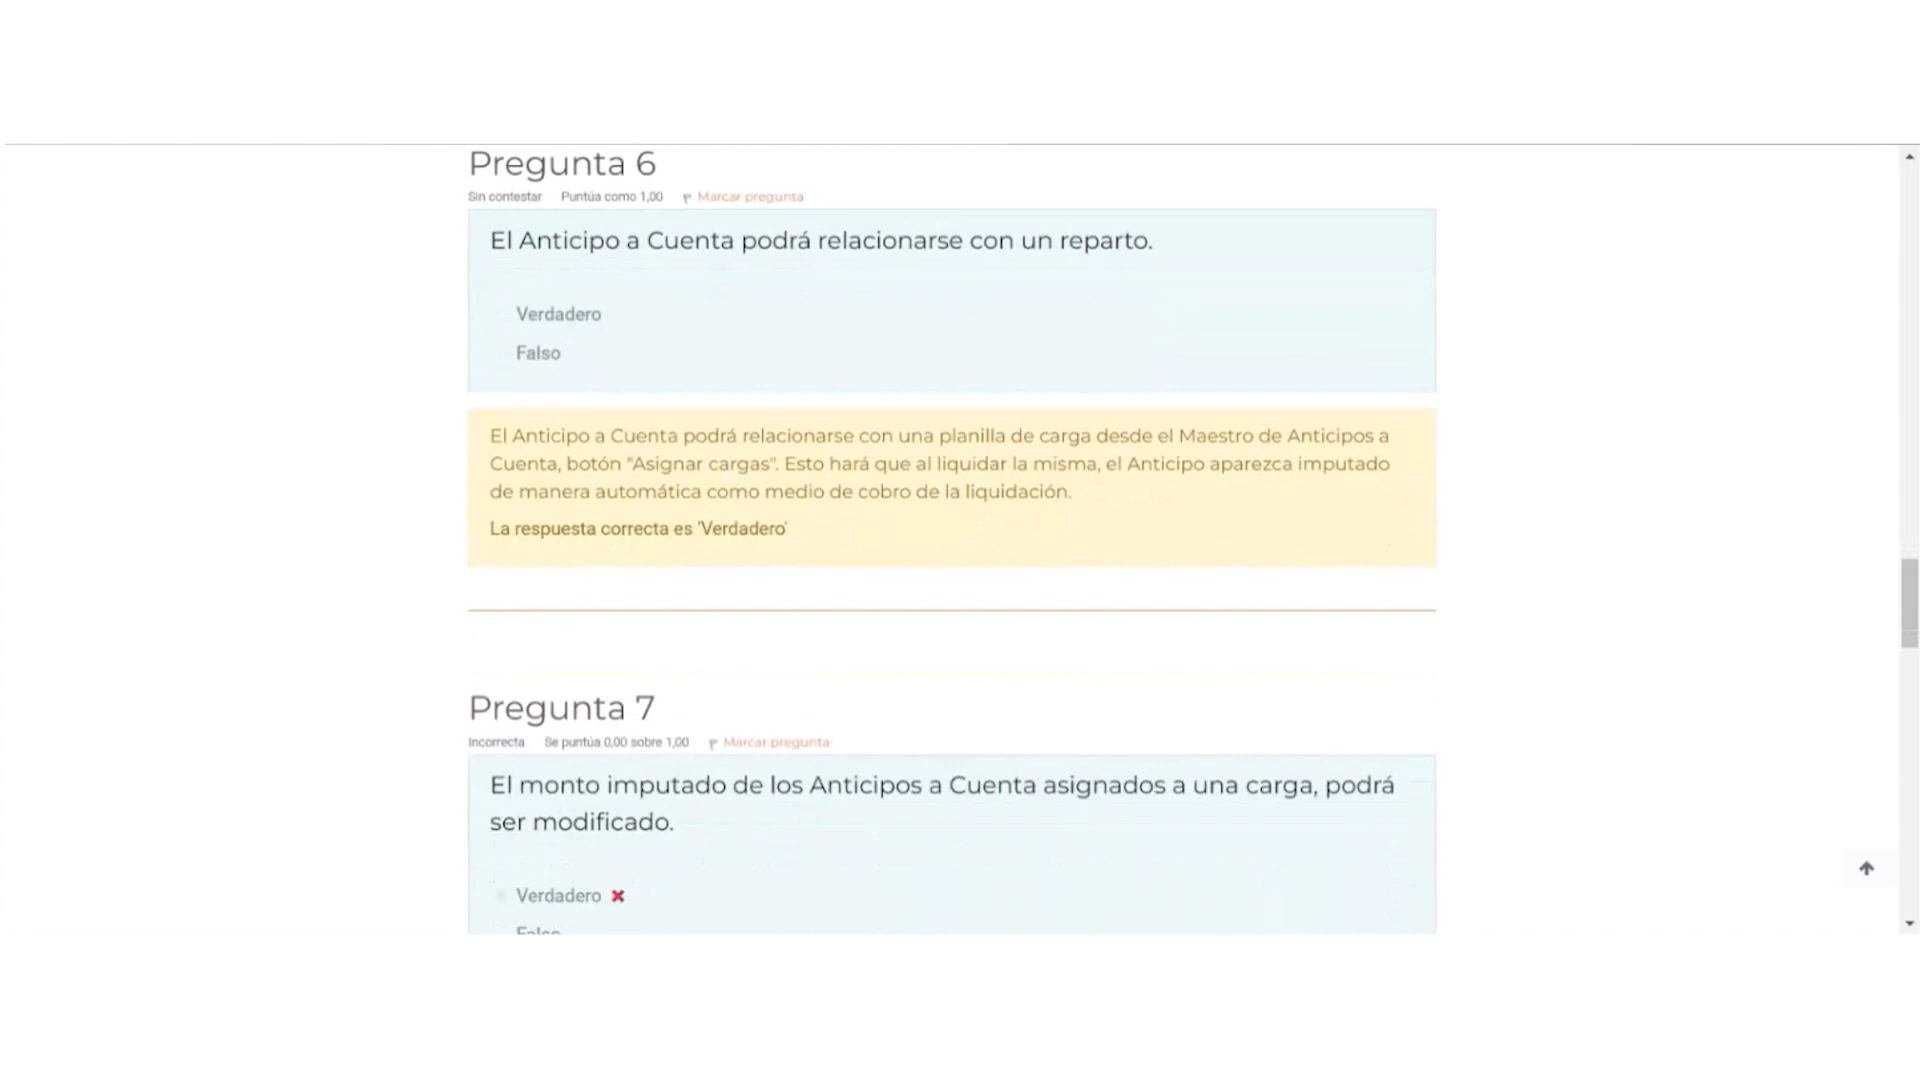 Pregunta 6
Sin contestar Puntúa como 1,00 Marcar pregunta
El Anticipo a Cuenta podrá relacionarse con un reparto.
Verdadero
Falso
El Anticipo a Cuenta podrá relacionarse con una planilla de carga desde el Maestro de Anticipos a
Cuenta, botón "Asignar cargas". Esto hará que al liquidar la misma, el Anticipo aparezca imputado
de manera automática como medio de cobro de la liquidación.
La respuesta correcta es 'Verdadero'
Pregunta 7
Incorrecta Se puntúa 0,00 sobre 1,00 Marcar pregunta
El monto imputado de los Anticipos a Cuenta asignados a una carga, podrá
ser modificado.
Verdadero
Falso